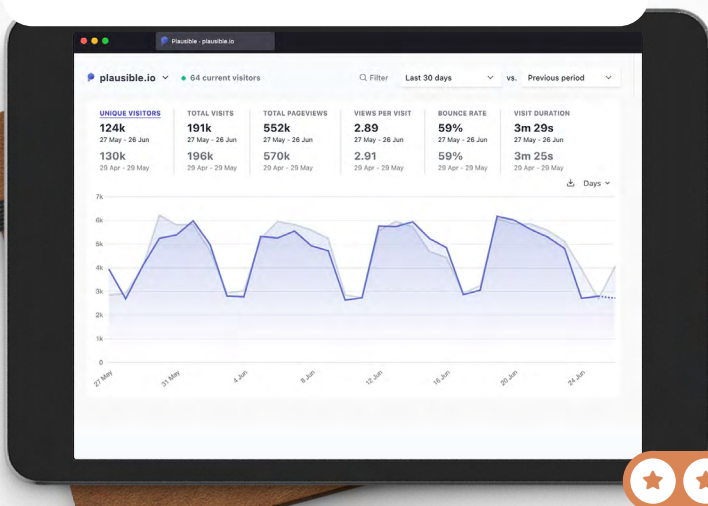 Plausible · plausible.io
plausible.io
64 current visitors
Filter
Last 30 days
vs.
Previous period
UNIQUE VISITORS
124k
27 May - 26 Jun
130k
29 Apr - 29 May
TOTAL VISITS
191k
27 May - 26 Jun
196k
29 Apr - 29 May
TOTAL PAGEVIEWS
552k
27 May - 26 Jun
570k
29 Apr - 29 May
VIEWS PER VISIT
2.89
27 May - 26 Jun
2.91
29 Apr - 29 May
BOUNCE RATE
59%
27 May - 26 Jun
59%
29 Apr - 29 May
VISIT DURATION
3m 29s
27 May - 26 Jun
3m 25s
29 Apr - 29 May
Days
7k
6k
5k
4k
3k
2k
1k
0
27 May
31 May
4 Jun
8 Jun
12 Jun
16 Jun
20 Jun
24 Jun